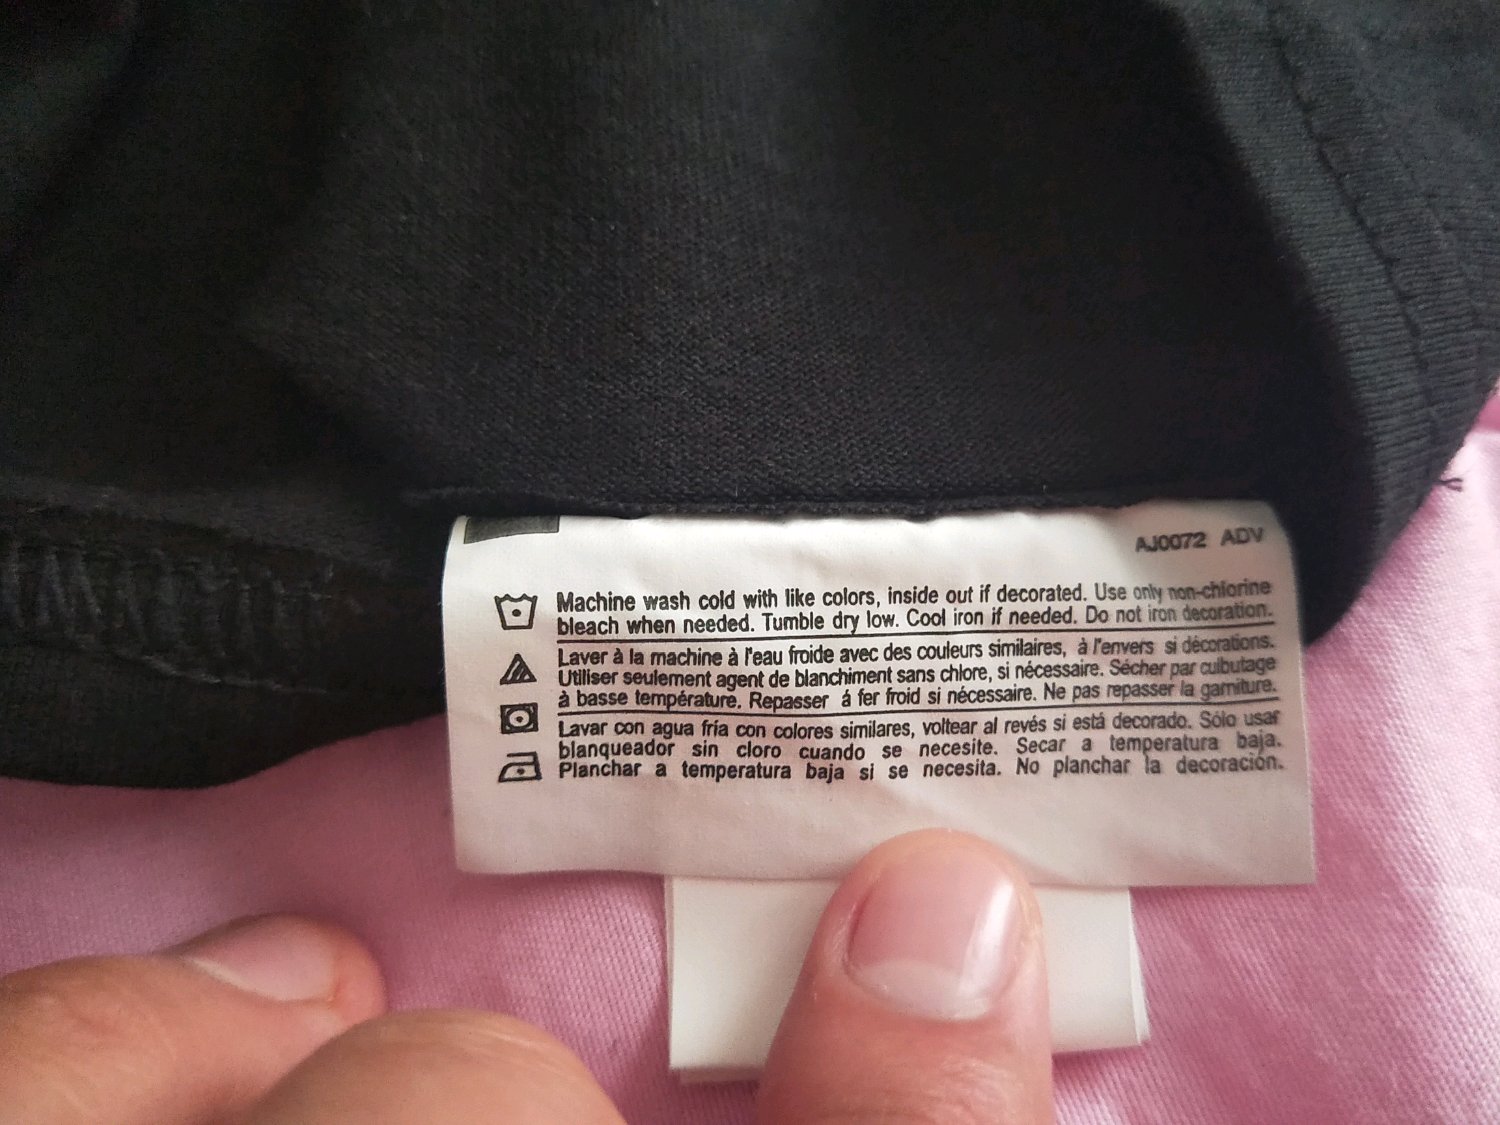 AJ0072 ADV
Machine wash cold with like colors, inside out if decorated. Use only non-chlorine
bleach when needed. Tumble dry low. Cool iron if needed. Do not iron decoration.
Laver à la machine à l'eau froide avec des couleurs similaires, à l'envers si décorations.
Utiliser seulement agent de blanchiment sans chlore, si nécessaire. Sécher par culbutage
à basse température. Repasser á fer froid si nécessaire. Ne pas repasser la garniture.
Lavar con agua fría con colores similares, voltear al revés si está decorado. Sólo usar
blanqueador sin cloro cuando se necesite. Secar a temperatura baja.
Planchar a temperatura baja si se necesita. No planchar la decoración.